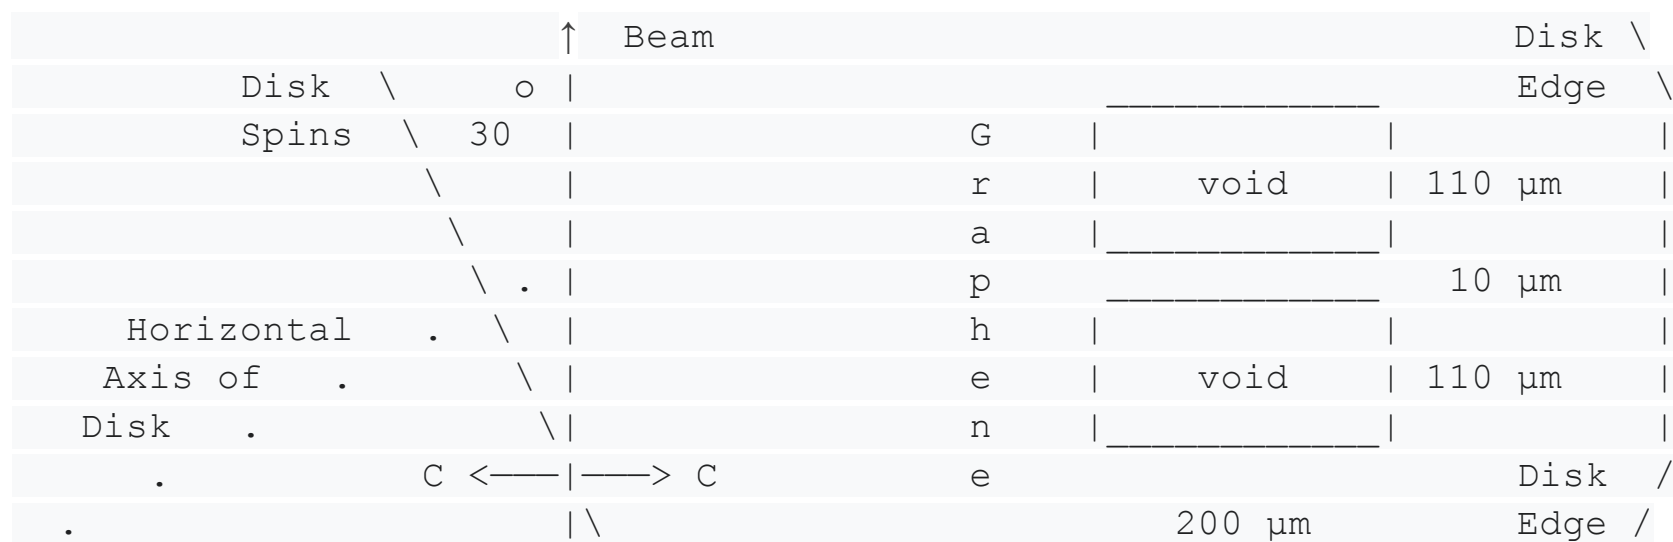 ↑  Beam                                   Disk \
Disk  \     o |                       ____________      Edge  \
Spins  \  30  |                 G    |            |           |
\     |                 r    |    void    | 110 µm    |
\    |                 a    |____________|           |
\ . |                 p     ____________   10 µm    |
Horizontal   .  \  |                 h    |            |           |
Axis of   .       \ |                 e    |    void    | 110 µm    |
Disk   .            \|                 n    |____________|           |
.           C <———|———> C           e                       Disk  /
.                     |\                         200 µm         Edge /